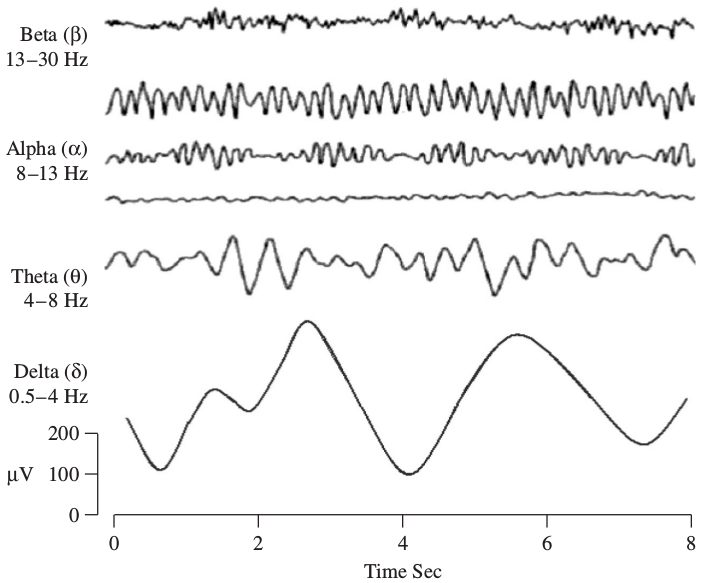 Beta (β)
13–30 Hz
Alpha (α)
8–13 Hz
Theta (θ)
4–8 Hz
Delta (δ)
0.5–4 Hz
200
μV 100
0
0 2 4 6 8
Time Sec